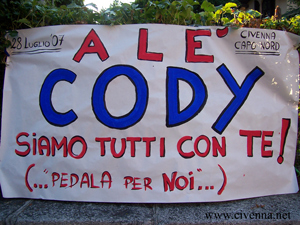 28 LUGLIO '07
ALE'
CIVENNA
CAPO NORD
CODY
SiAMO TUTTi CON TE!
(..."PEDALA PER NOi"...)
www.civenna.net